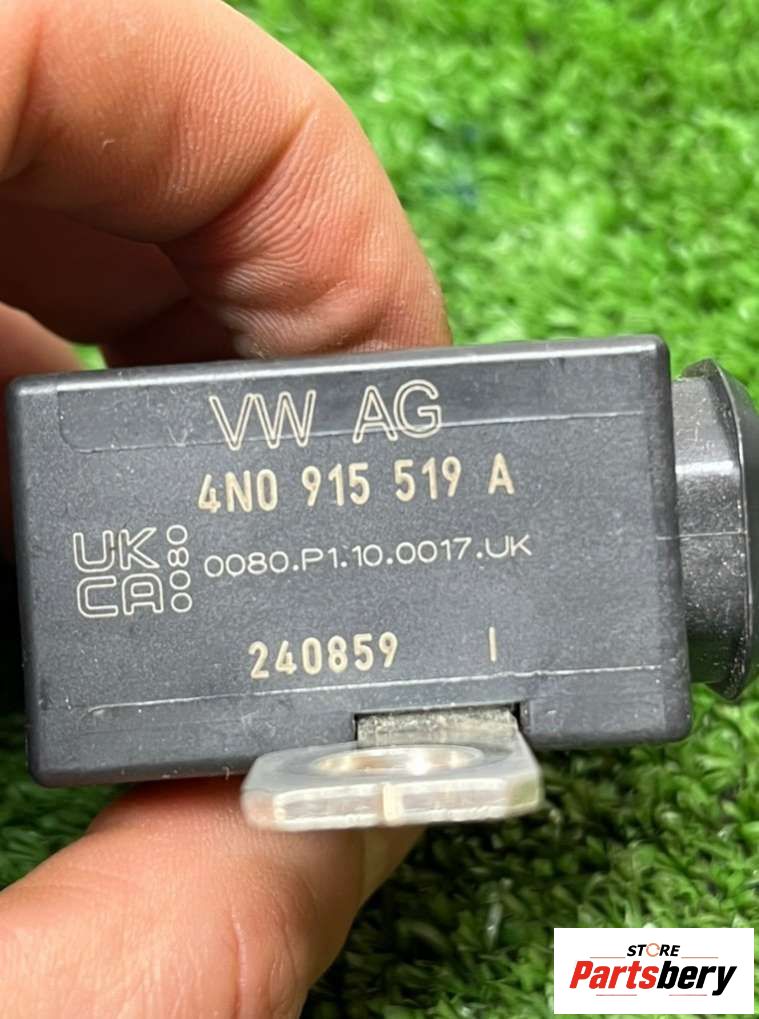 VW AG
4N0 915 519 A
UK
CA
0080
0080.P1.10.0017.UK
240859 I
STORE
Partsbery